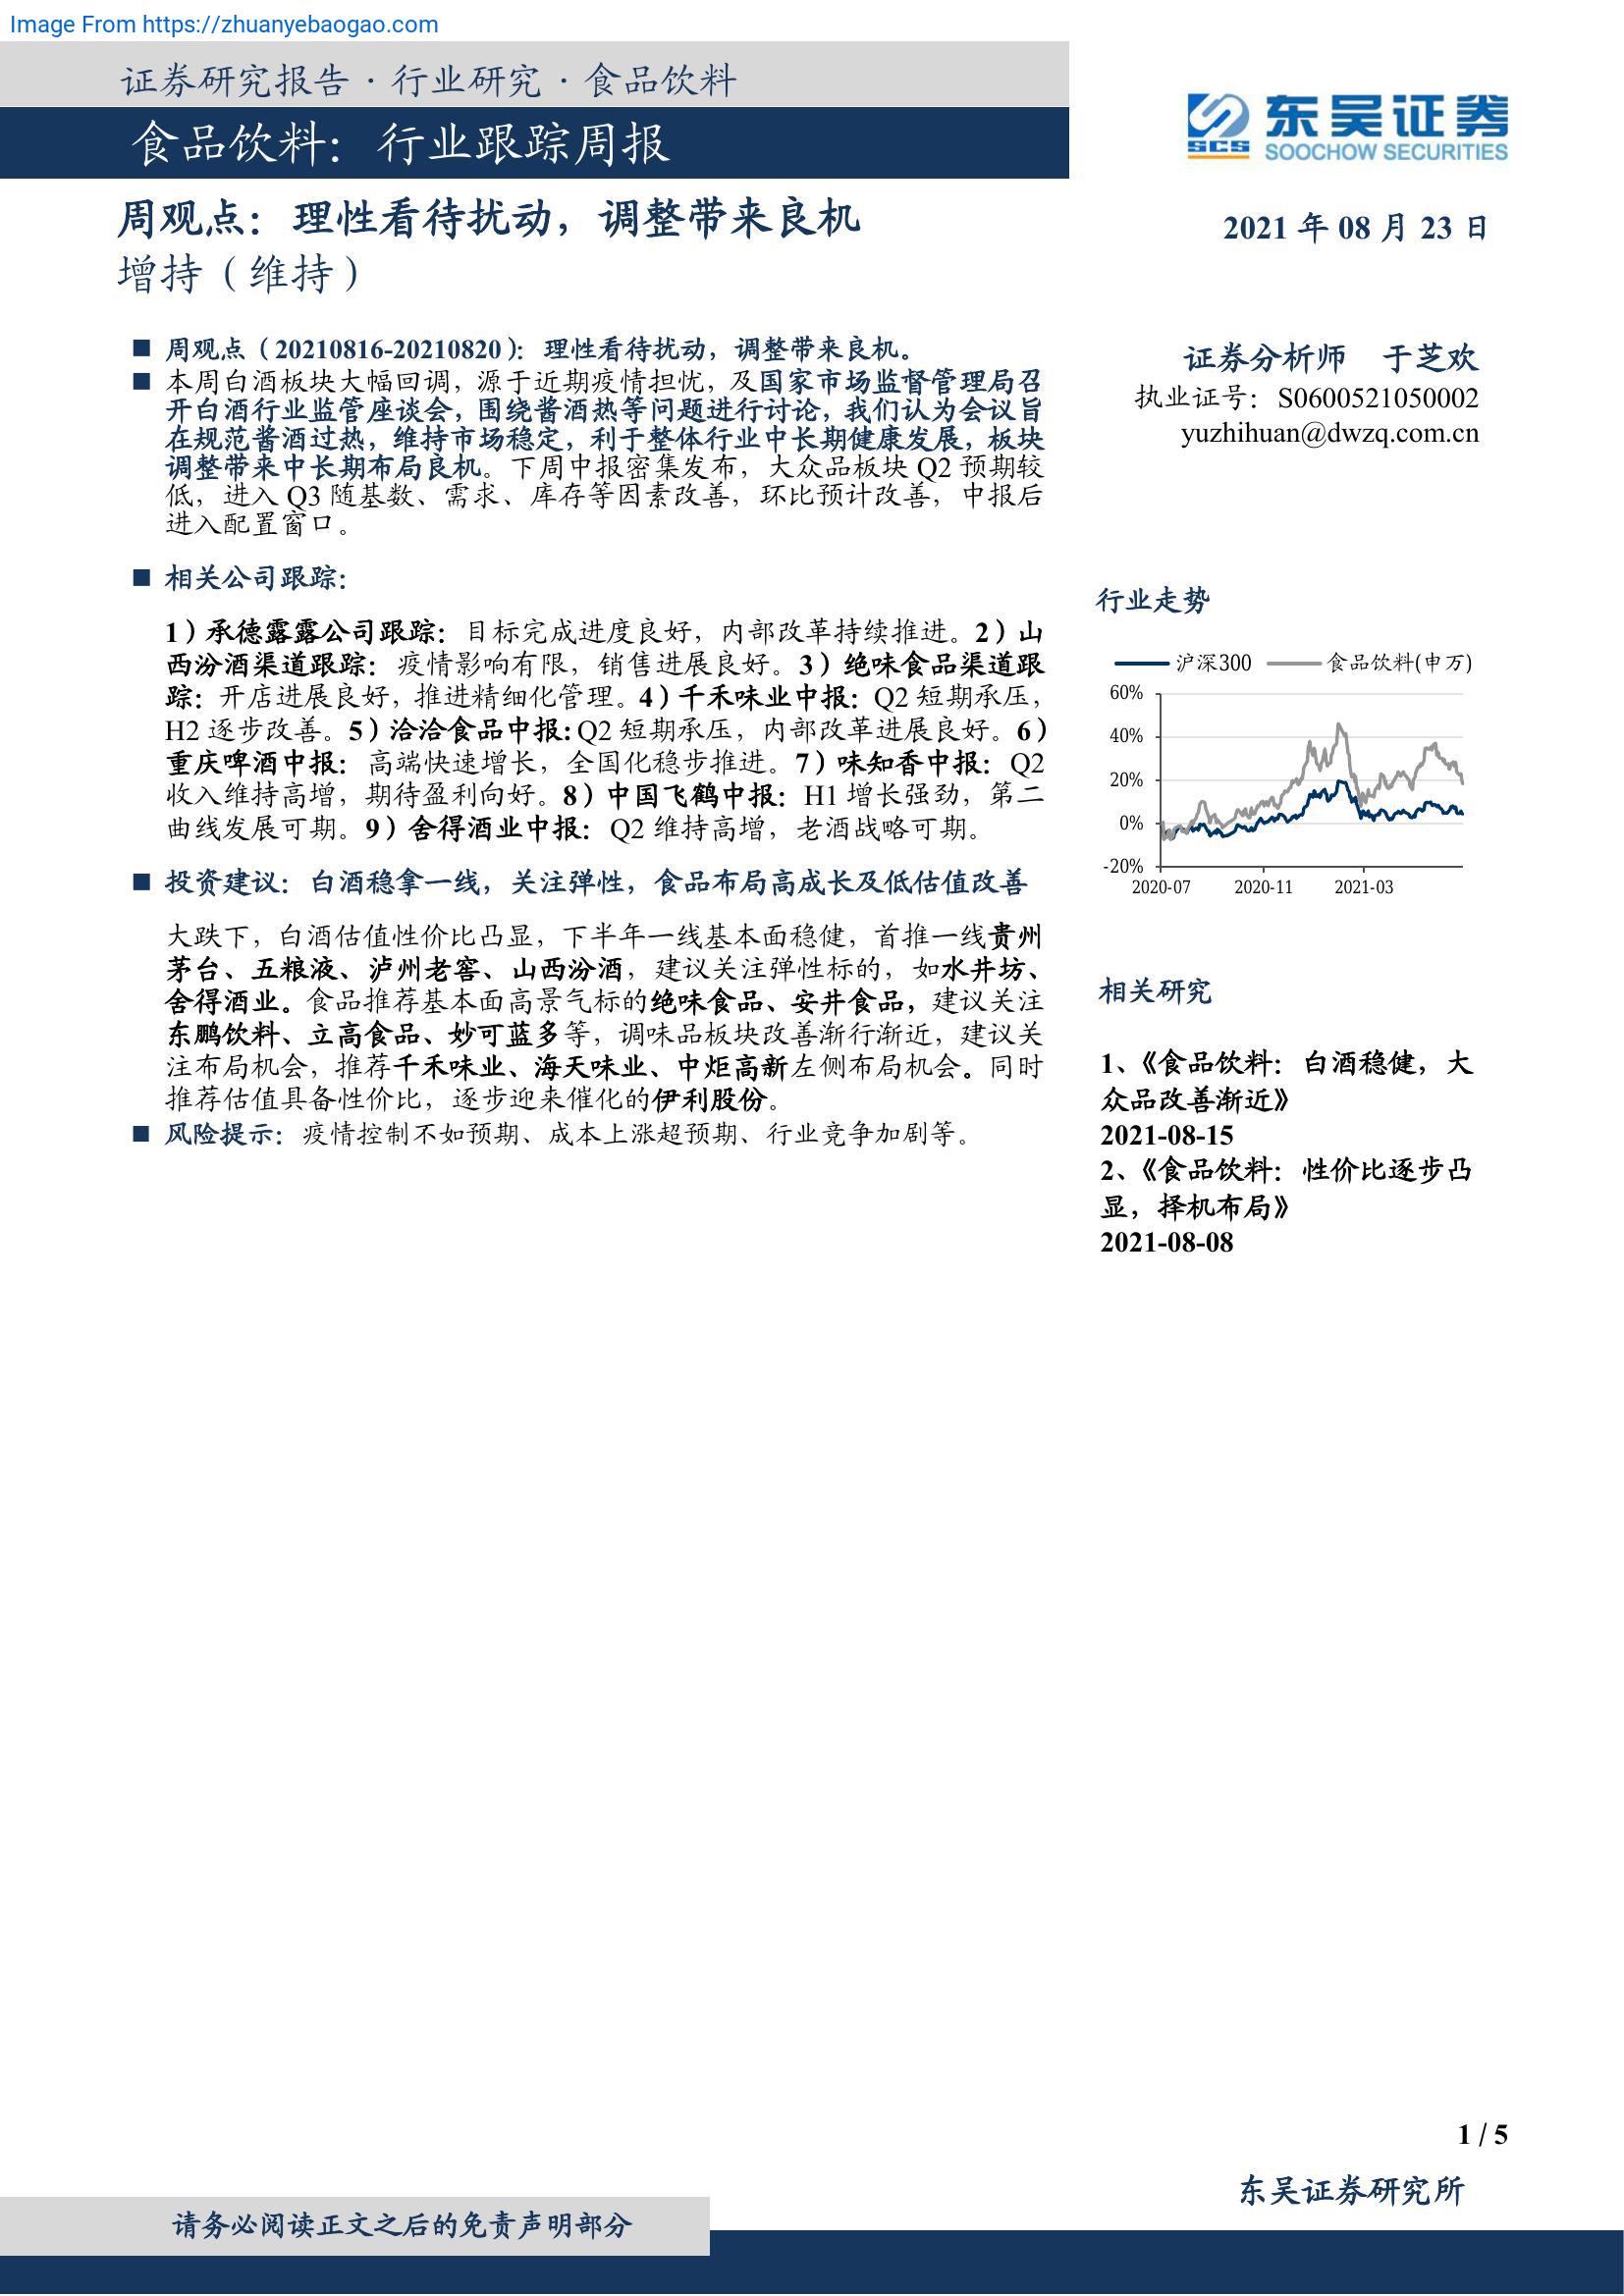 Image From https://zhuanyebaogao.com
证券研究报告·行业研究·食品饮料
食品饮料：行业跟踪周报
东吴证券
SCS SOOCHOW SECURITIES
周观点：理性看待扰动，调整带来良机
增持（维持）
2021 年 08 月 23 日
■ 周观点（20210816-20210820）：理性看待扰动，调整带来良机。
■ 本周白酒板块大幅回调，源于近期疫情担忧，及国家市场监督管理局召
开白酒行业监管座谈会，围绕酱酒热等问题进行讨论，我们认为会议旨
在规范酱酒过热，维持市场稳定，利于整体行业中长期健康发展，板块
调整带来中长期布局良机。下周中报密集发布，大众品板块 Q2 预期较
低，进入 Q3 随基数、需求、库存等因素改善，环比预计改善，中报后
进入配置窗口。
■ 相关公司跟踪：
1）承德露露公司跟踪：目标完成进度良好，内部改革持续推进。2）山
西汾酒渠道跟踪：疫情影响有限，销售进展良好。3）绝味食品渠道跟
踪：开店进展良好，推进精细化管理。4）千禾味业中报：Q2 短期承压，
H2 逐步改善。5）洽洽食品中报：Q2 短期承压，内部改革进展良好。6）
重庆啤酒中报：高端快速增长，全国化稳步推进。7）味知香中报：Q2
收入维持高增，期待盈利向好。8）中国飞鹤中报：H1 增长强劲，第二
曲线发展可期。9）舍得酒业中报：Q2 维持高增，老酒战略可期。
■ 投资建议：白酒稳拿一线，关注弹性，食品布局高成长及低估值改善
大跌下，白酒估值性价比凸显，下半年一线基本面稳健，首推一线贵州
茅台、五粮液、泸州老窖、山西汾酒，建议关注弹性标的，如水井坊、
舍得酒业。食品推荐基本面高景气标的绝味食品、安井食品，建议关注
东鹏饮料、立高食品、妙可蓝多等，调味品板块改善渐行渐近，建议关
注布局机会，推荐千禾味业、海天味业、中炬高新左侧布局机会。同时
推荐估值具备性价比，逐步迎来催化的伊利股份。
■ 风险提示：疫情控制不如预期、成本上涨超预期、行业竞争加剧等。
证券分析师 于芝欢
执业证号：S0600521050002
yuzhihuan@dwzq.com.cn
行业走势
沪深300 食品饮料(申万)
60%
40%
20%
0%
-20%
2020-07 2020-11 2021-03
相关研究
1、《食品饮料：白酒稳健，大
众品改善渐近》
2021-08-15
2、《食品饮料：性价比逐步凸
显，择机布局》
2021-08-08
1 / 5
东吴证券研究所
请务必阅读正文之后的免责声明部分